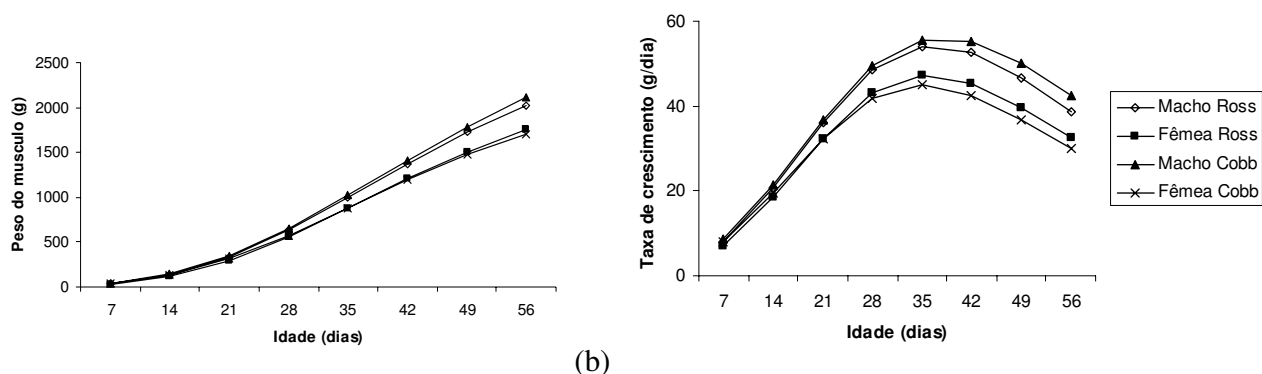 Peso do musculo (g)
2500
2000
1500
1000
500
0
7 14 21 28 35 42 49 56
Idade (dias)
Taxa de crescimento (g/dia)
60
40
20
0
7 14 21 28 35 42 49 56
Idade (dias)
Macho Ross
Fêmea Ross
Macho Cobb
Fêmea Cobb
(b)